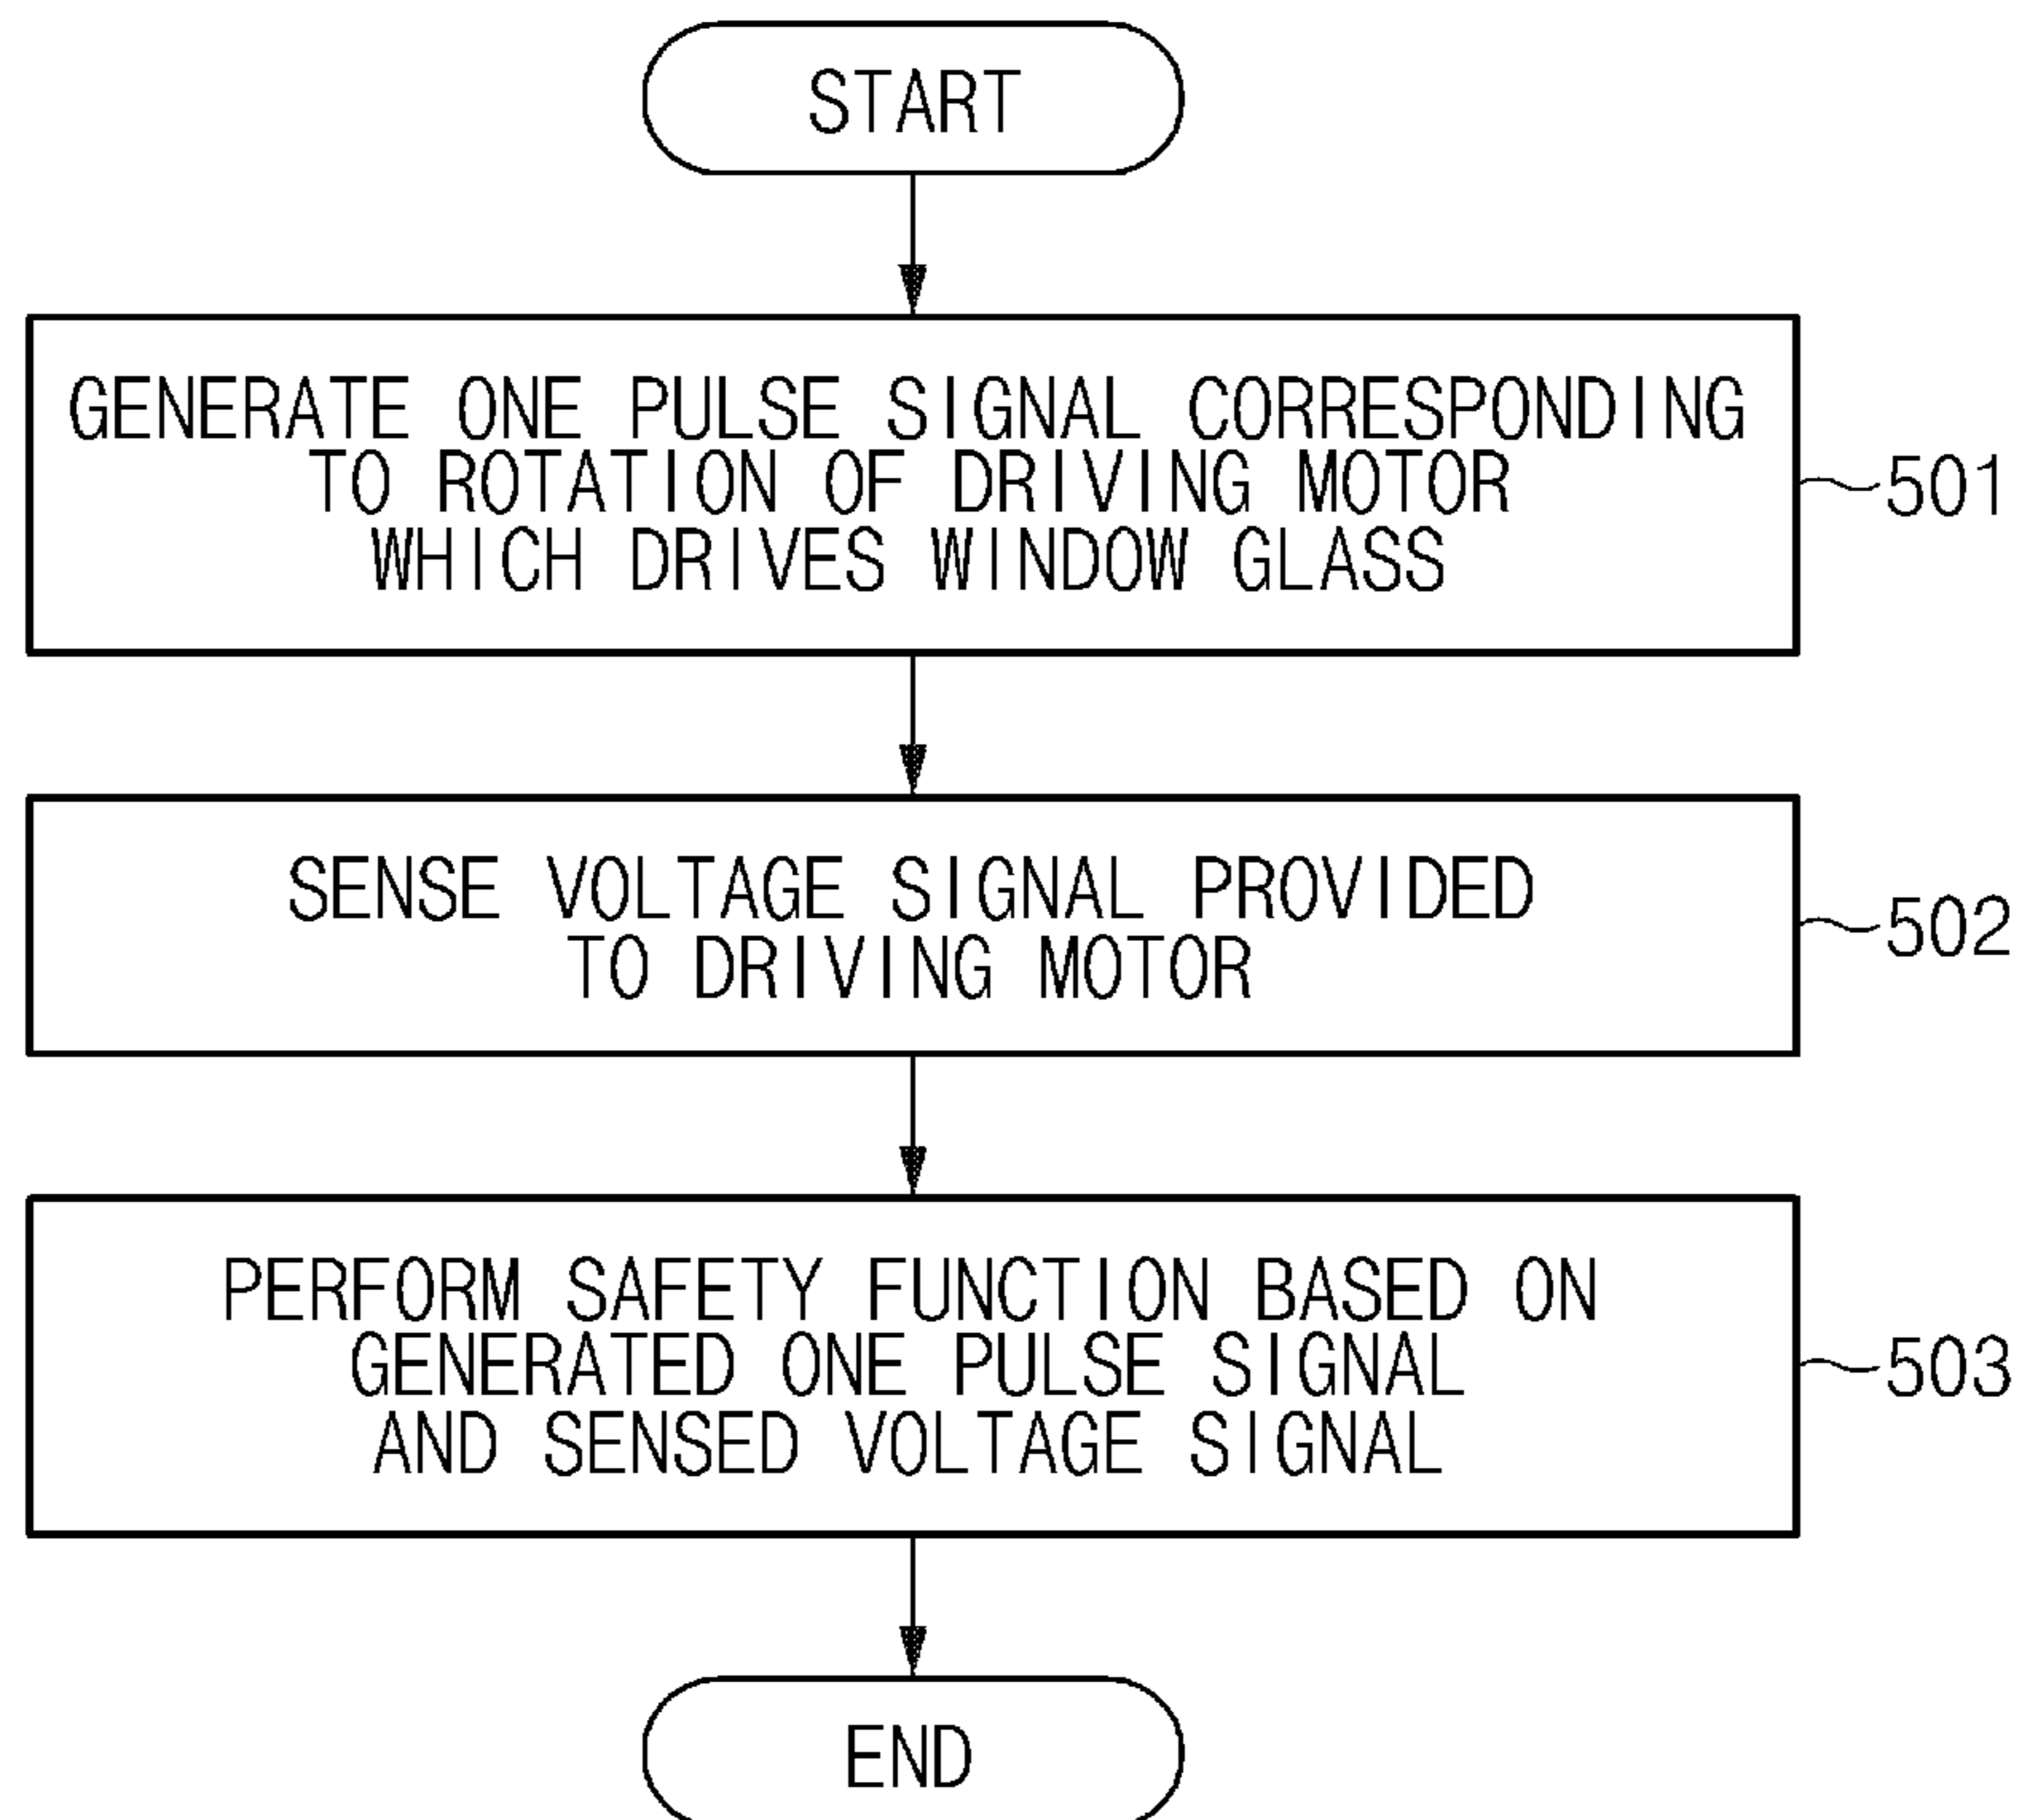 START
GENERATE ONE PULSE SIGNAL CORRESPONDING
TO ROTATION OF DRIVING MOTOR
WHICH DRIVES WINDOW GLASS
501
SENSE VOLTAGE SIGNAL PROVIDED
TO DRIVING MOTOR
502
PERFORM SAFETY FUNCTION BASED ON
GENERATED ONE PULSE SIGNAL
AND SENSED VOLTAGE SIGNAL
503
END